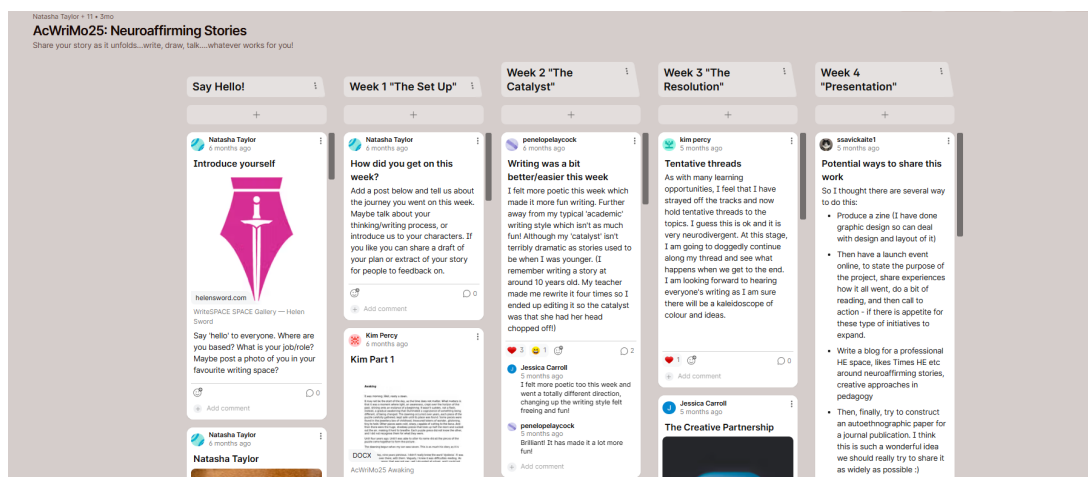 Natasha Taylor + 11 • 3mo
AcWriMo25: Neuroaffirming Stories
Share your story as it unfolds...write, draw, talk....whatever works for you!
Say Hello!
Natasha Taylor
6 months ago
Introduce yourself
helensword.com
WriteSPACE SPACE Gallery — Helen
Sword
Say 'hello' to everyone. Where are
you based? What is your job/role?
Maybe post a photo of you in your
favourite writing space?
0
Add comment
Natasha Taylor
6 months ago
Natasha Taylor
Week 1 "The Set Up"
Natasha Taylor
6 months ago
How did you get on this
week?
Add a post below and tell us about
the journey you went on this week.
Maybe talk about your
thinking/writing process, or
introduce us to your characters. If
you like you can share a draft of
your plan or extract of your story
for people to feedback on.
0
Add comment
Kim Percy
6 months ago
Kim Part 1
Awaking
DOCX
AcWriMo25 Awaking
Week 2 "The
Catalyst"
penelopelaycock
6 months ago
Writing was a bit
better/easier this week
I felt more poetic this week which
made it more fun writing. Further
away from my typical 'academic'
writing style which isn't as much
fun! Although my 'catalyst' isn't
terribly dramatic as stories used to
be when I was younger. (I
remember writing a story at
around 10 years old. My teacher
made me rewrite it four times so I
ended up editing it so the catalyst
was that she had her head
chopped off!)
3 1 2
Jessica Carroll
5 months ago
I felt more poetic too this week and
went a totally different direction,
changing up the writing style felt
freeing and fun!
penelopelaycock
5 months ago
Brilliant! It has made it a lot more
fun!
Add comment
Week 3 "The
Resolution"
kim percy
5 months ago
Tentative threads
As with many learning
opportunities, I feel that I have
strayed off the tracks and now
hold tentative threads to the
topics. I guess this is ok and it is
very neurodivergent. At this stage,
I am going to doggedly continue
along my thread and see what
happens when we get to the end.
I am looking forward to hearing
everyone's writing as I am sure
there will be a kaleidoscope of
colour and ideas.
1 0
Add comment
Jessica Carroll
5 months ago
The Creative Partnership
Week 4
"Presentation"
ssavickaite1
5 months ago
Potential ways to share this
work
So I thought there are several way
to do this:
• Produce a zine (I have done
graphic design so can deal
with design and layout of it)
• Then have a launch event
online, to state the purpose of
the project, share experiences
how it all went, do a bit of
reading, and then call to
action - if there is appetite for
these type of initiatives to
expand.
• Write a blog for a professional
HE space, likes Times HE etc
around neuroaffirming stories,
creative approaches in
pedagogy
• Then, finally, try to construct
an autoethnographic paper for
a journal publication. I think
this is such a wonderful idea
we should really try to share it
as widely as possible :)